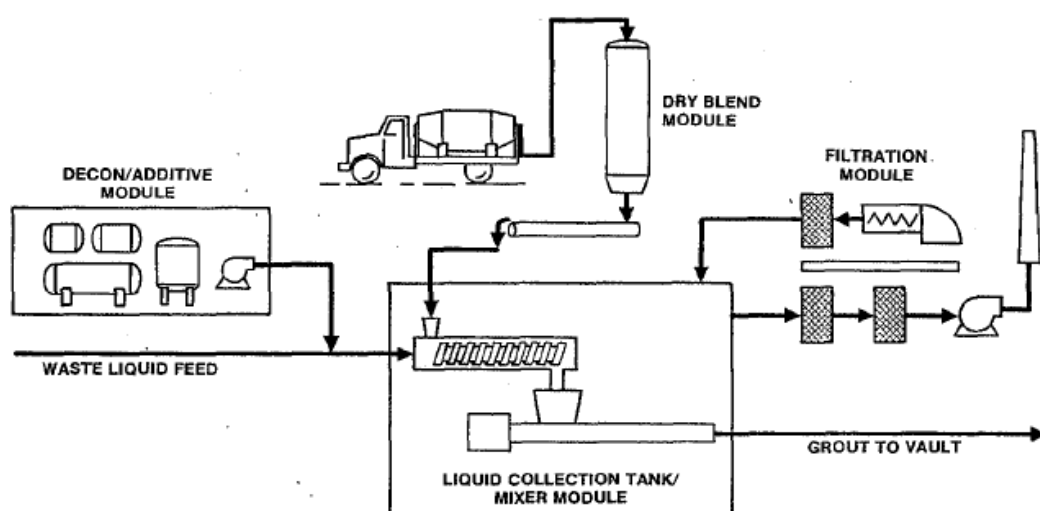 DRY BLEND
MODULE
DECON/ADDITIVE
MODULE
FILTRATION
MODULE
WASTE LIQUID FEED
GROUT TO VAULT
LIQUID COLLECTION TANK/
MIXER MODULE